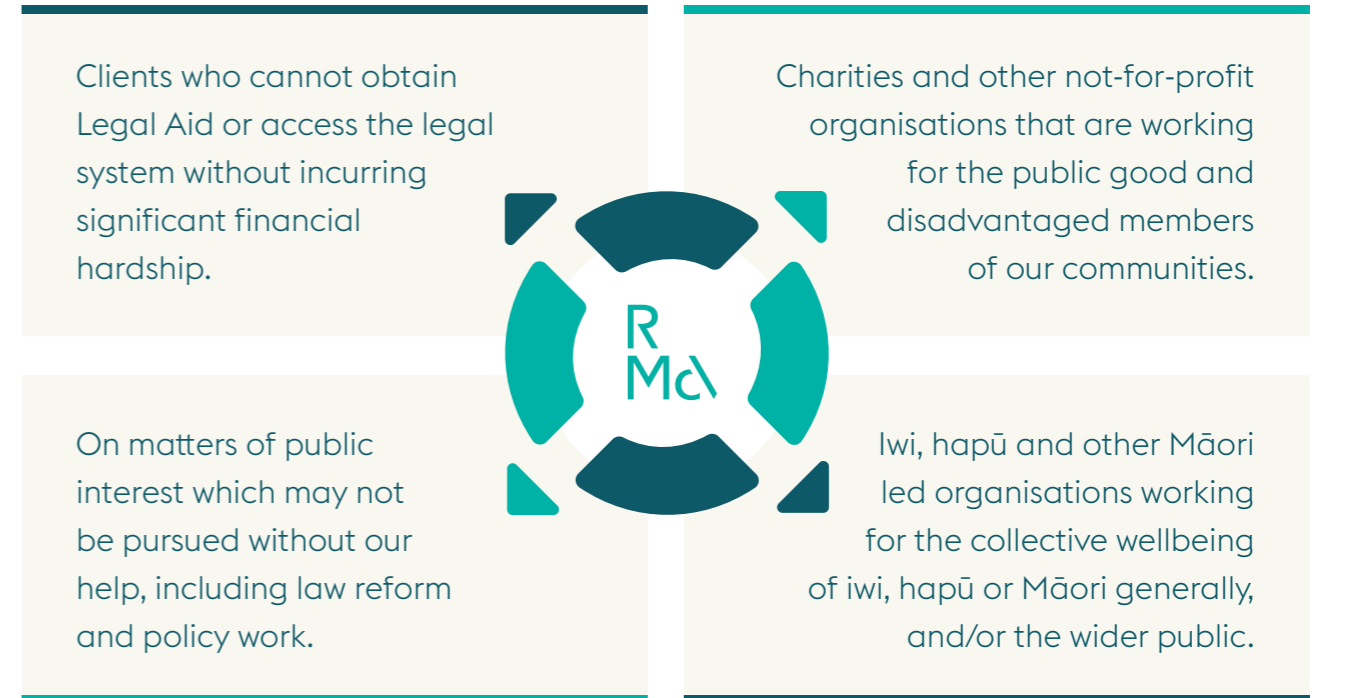 Clients who cannot obtain
Legal Aid or access the legal
system without incurring
significant financial
hardship.
Charities and other not-for-profit
organisations that are working
for the public good and
disadvantaged members
of our communities.
R
Mc\
On matters of public
interest which may not
be pursued without our
help, including law reform
and policy work.
Iwi, hapū and other Māori
led organisations working
for the collective wellbeing
of iwi, hapū or Māori generally,
and/or the wider public.